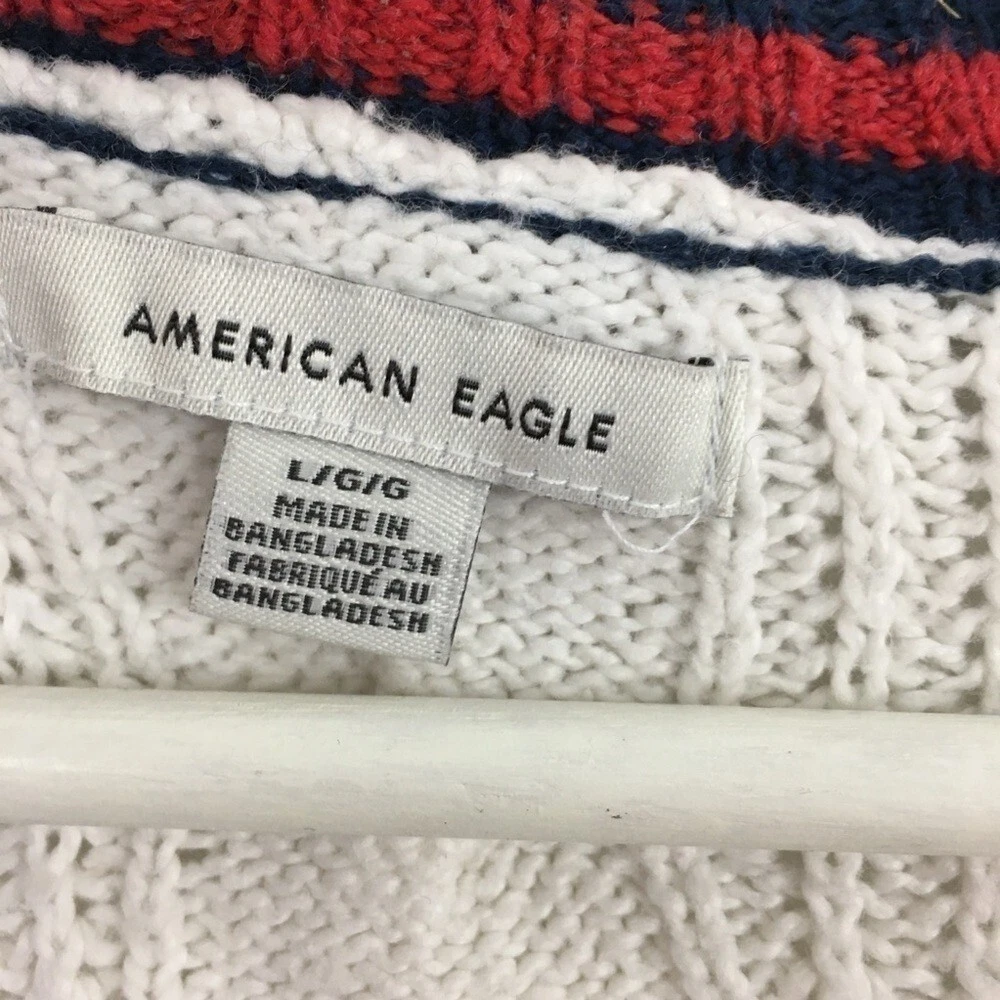 AMERICAN EAGLE
L/G/G
MADE IN
BANGLADESH
FABRIQUÉ AU
BANGLADESH